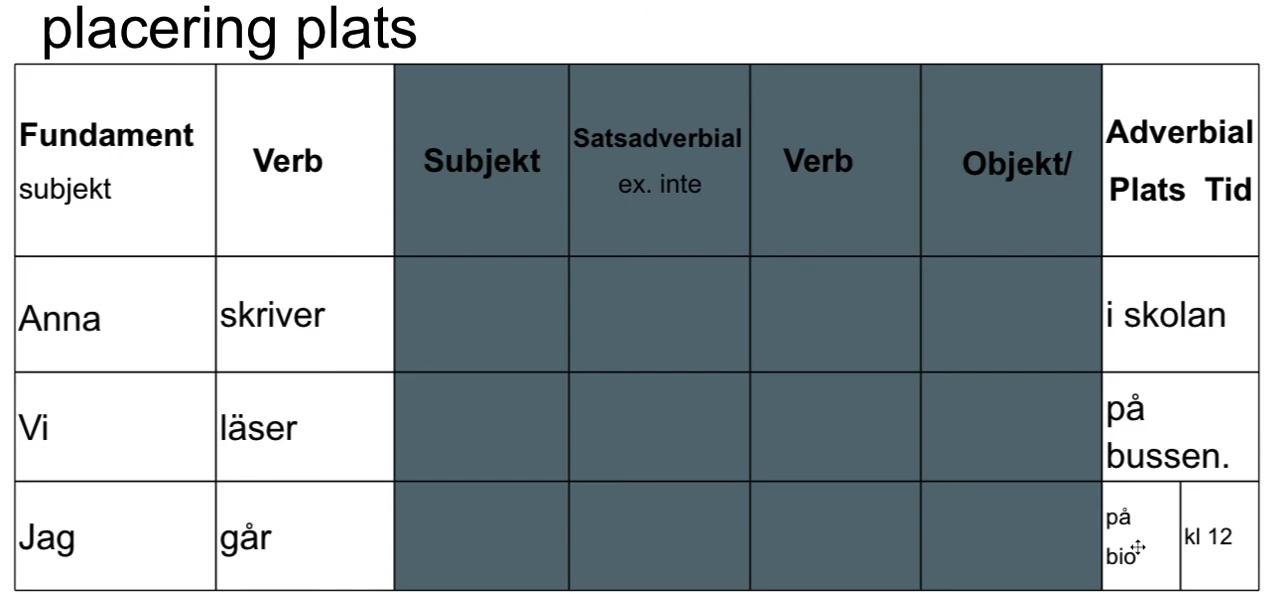 placering plats
Fundament
subjekt
Verb
Subjekt
Satsadverbial
ex. inte
Verb
Objekt/
Adverbial
Plats Tid
Anna
skriver
i skolan
Vi
läser
på
bussen.
Jag
går
på
bio
kl 12